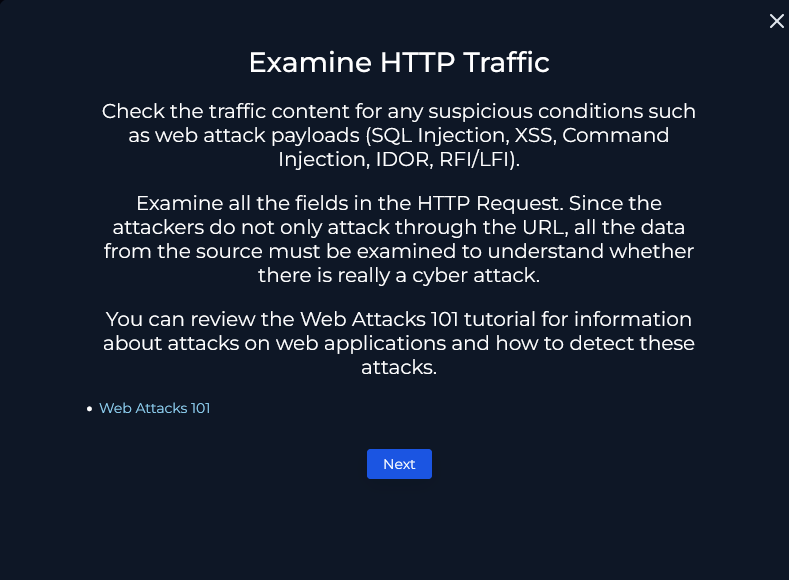 Examine HTTP Traffic
Check the traffic content for any suspicious conditions such
as web attack payloads (SQL Injection, XSS, Command
Injection, IDOR, RFI/LFI).
Examine all the fields in the HTTP Request. Since the
attackers do not only attack through the URL, all the data
from the source must be examined to understand whether
there is really a cyber attack.
You can review the Web Attacks 101 tutorial for information
about attacks on web applications and how to detect these
attacks.
• Web Attacks 101
Next